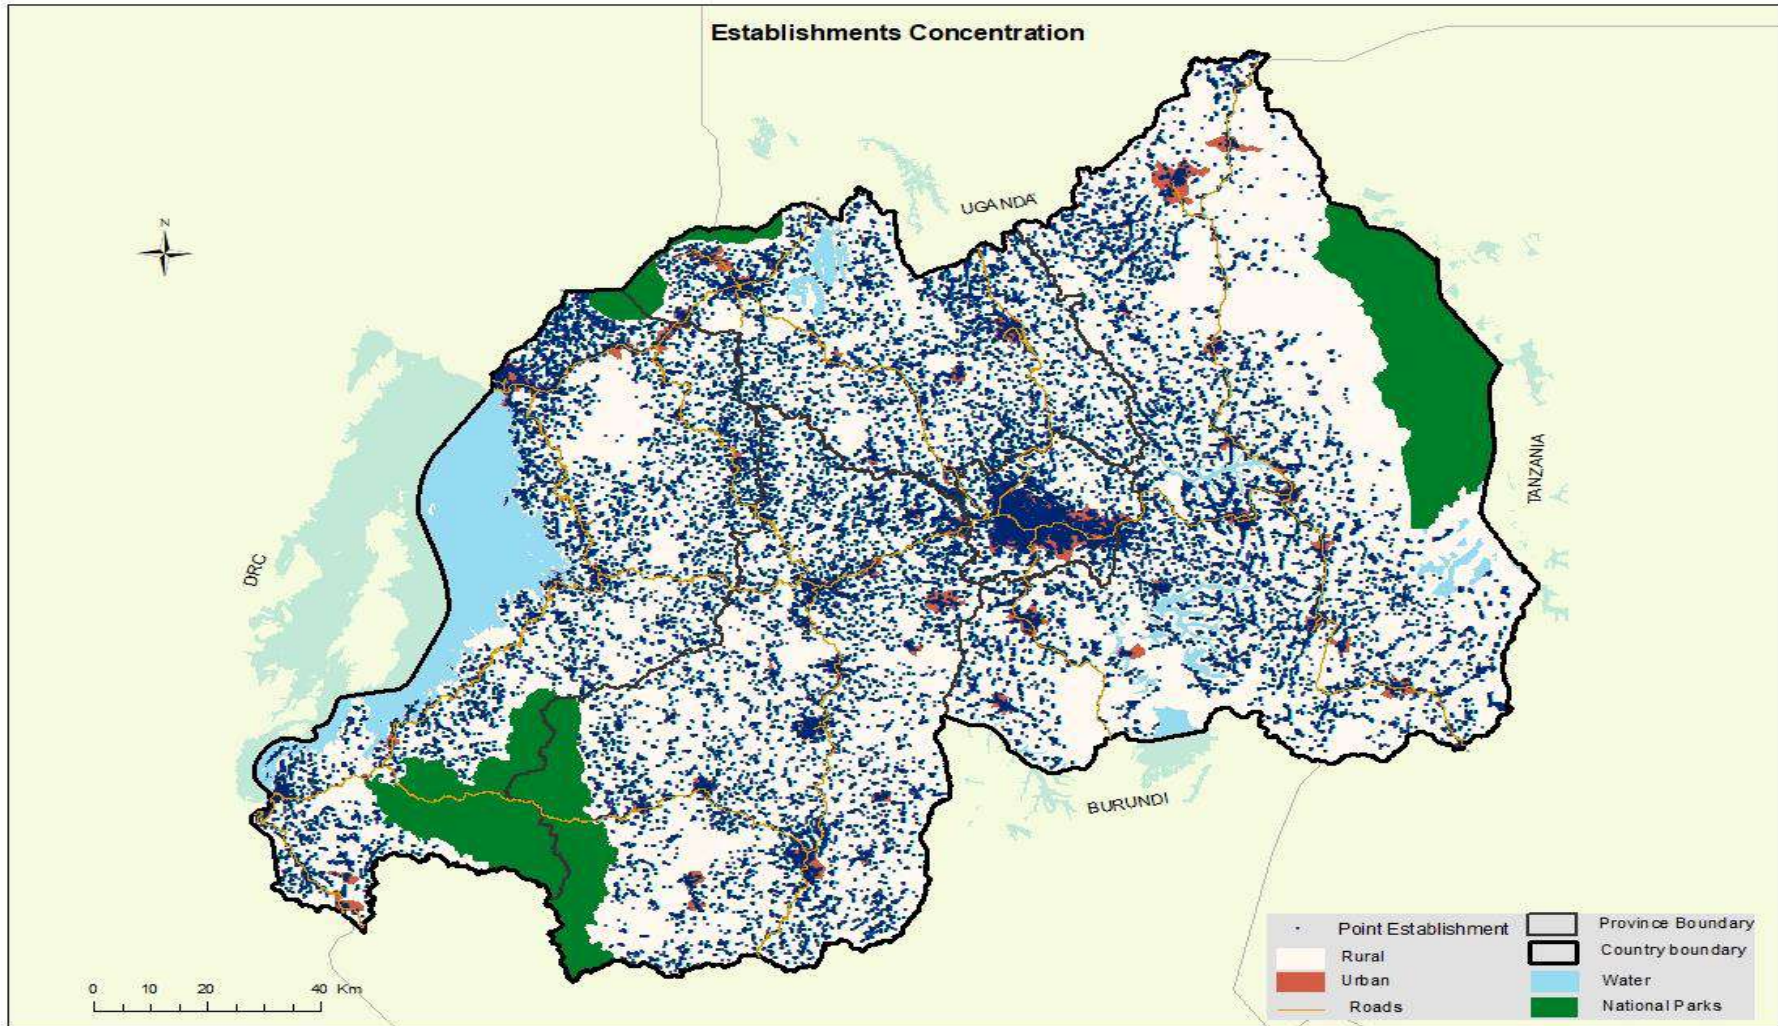 Establishments Concentration
N
UGANDA
DRC
TANZANIA
BURUNDI
0 10 20 40 Km
Point Establishment
Rural
Urban
Roads
Province Boundary
Country boundary
Water
National Parks